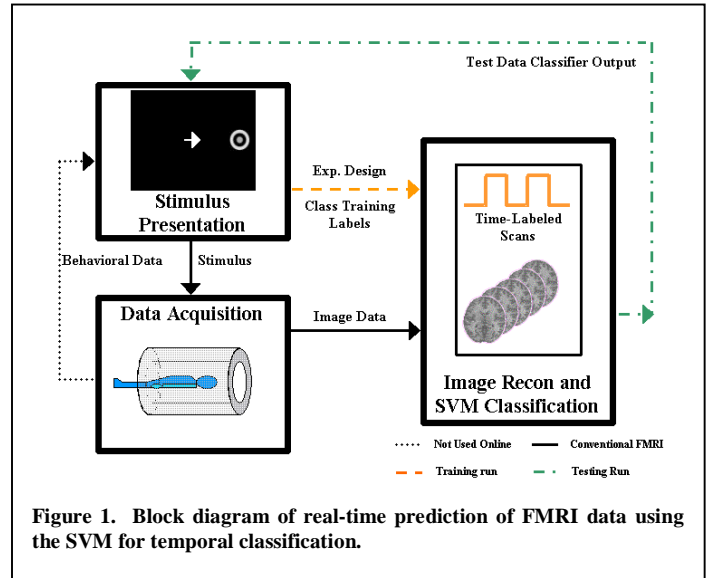 Test Data Classifier Output
Stimulus
Presentation
Exp. Design
Class Training
Labels
Time-Labeled
Scans
Behavioral Data
Stimulus
Data Acquisition
Image Data
Image Recon and
SVM Classification
Not Used Online
Conventional FMRI
Training run
Testing Run
Figure 1. Block diagram of real-time prediction of FMRI data using
the SVM for temporal classification.